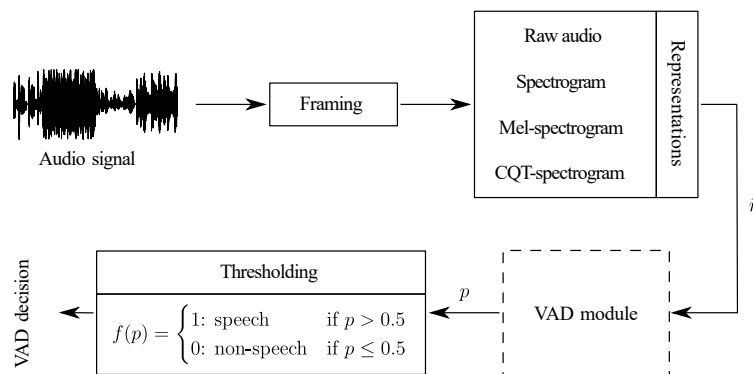 Audio signal
Framing
Raw audio
Spectrogram
Mel-spectrogram
CQT-spectrogram
Representations
VAD module
p
Thresholding
f(p) = { 1: speech if p > 0.5
0: non-speech if p ≤ 0.5
VAD decision